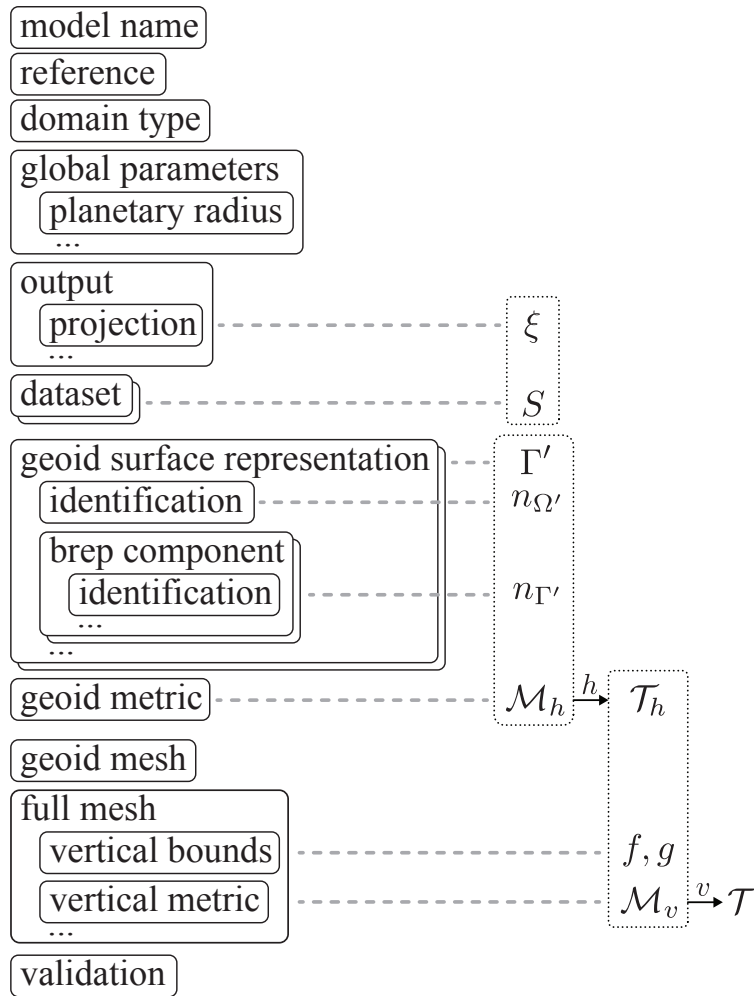 model name
reference
domain type
global parameters
planetary radius
...
output
projection ξ
...
dataset S
geoid surface representation Γ′
identification n_Ω′
brep component
identification n_Γ′
...
...
geoid metric ℳ_h h 𝒯_h
geoid mesh
full mesh
vertical bounds f, g
vertical metric ℳ_v v 𝒯
...
validation